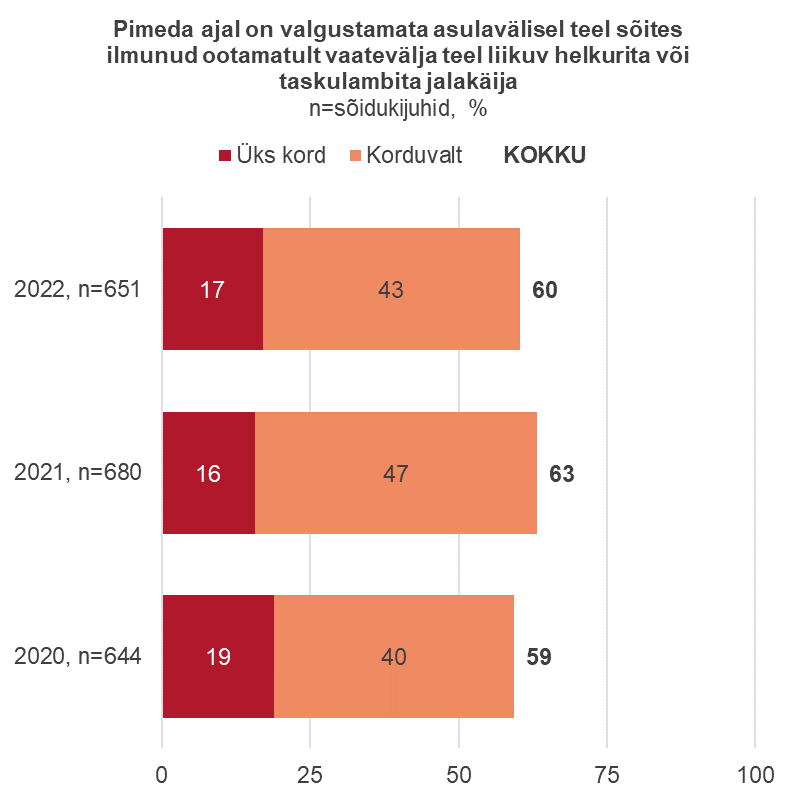 Pimeda ajal on valgustamata asulavälisel teel sõites
ilmunud ootamatult vaatevälja teel liikuv helkurita või
taskulambita jalakäija
n=sõidukijuhid, %
Üks kord Korduvalt KOKKU
2022, n=651 17 43 60
2021, n=680 16 47 63
2020, n=644 19 40 59
0 25 50 75 100